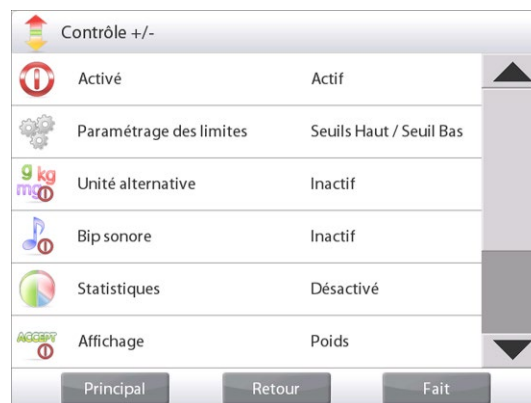 Contrôle +/-
Activé Actif
Paramétrage des limites Seuils Haut / Seuil Bas
g kg
mg
Unité alternative Inactif
Bip sonore Inactif
Statistiques Désactivé
ACCEPT
Affichage Poids
Principal Retour Fait